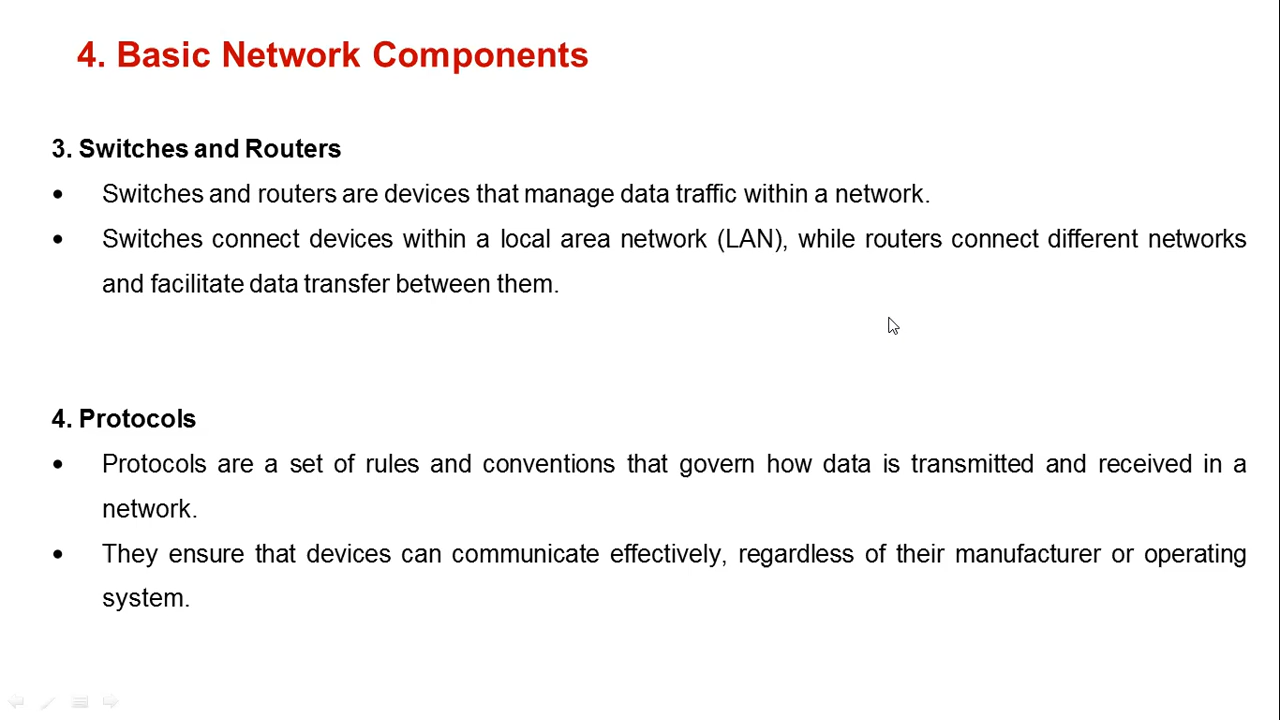 4. Basic Network Components
3. Switches and Routers
• Switches and routers are devices that manage data traffic within a network.
• Switches connect devices within a local area network (LAN), while routers connect different networks
and facilitate data transfer between them.
4. Protocols
• Protocols are a set of rules and conventions that govern how data is transmitted and received in a
network.
• They ensure that devices can communicate effectively, regardless of their manufacturer or operating
system.